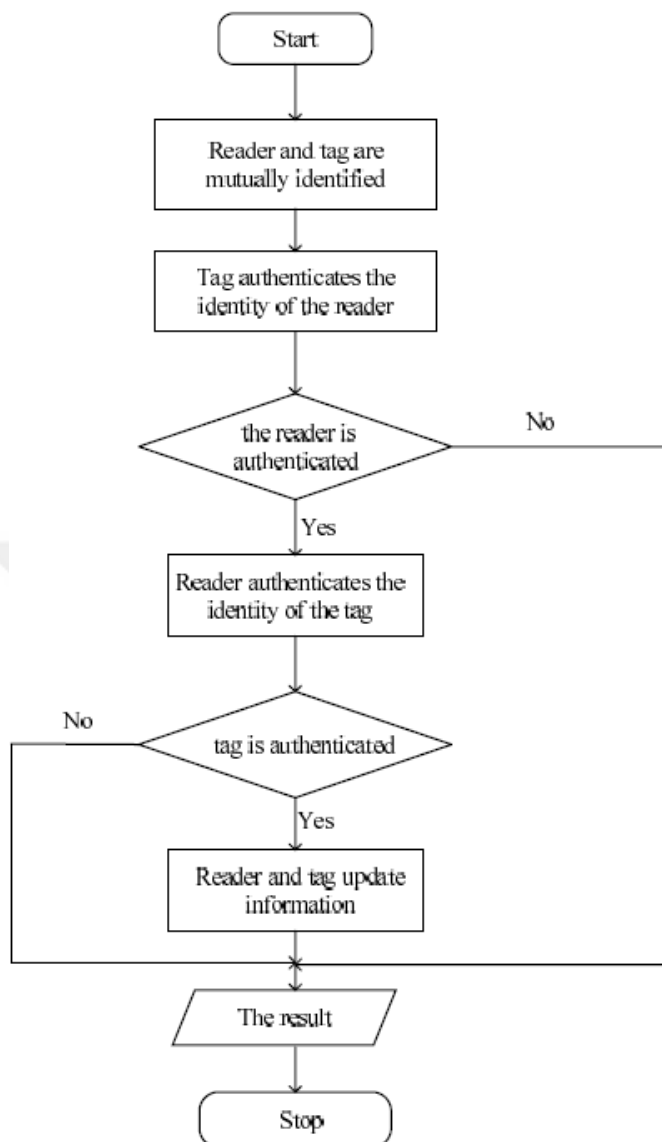 Start
Reader and tag are
mutually identified
Tag authenticates the
identity of the reader
the reader is
authenticated
No
Yes
Reader authenticates the
identity of the tag
No
tag is authenticated
Yes
Reader and tag update
information
The result
Stop